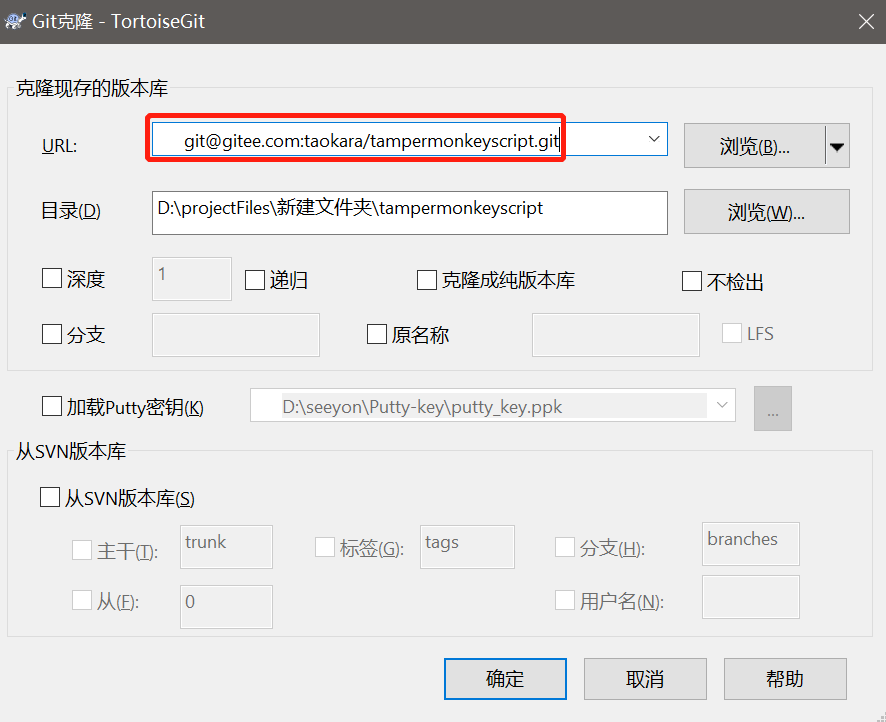 Git克隆 - TortoiseGit
克隆现存的版本库
URL: git@gitee.com:taokara/tampermonkeyscript.git 浏览(B)...
目录(D) D:\projectFiles\新建文件夹\tampermonkeyscript 浏览(W)...
深度 1 递归 克隆成纯版本库 不检出
分支 原名称 LFS
加载Putty密钥(K) D:\seeyon\Putty-key\putty_key.ppk ...
从SVN版本库
从SVN版本库(S)
主干(T): trunk 标签(G): tags 分支(H): branches
从(F): 0 用户名(N):
确定 取消 帮助